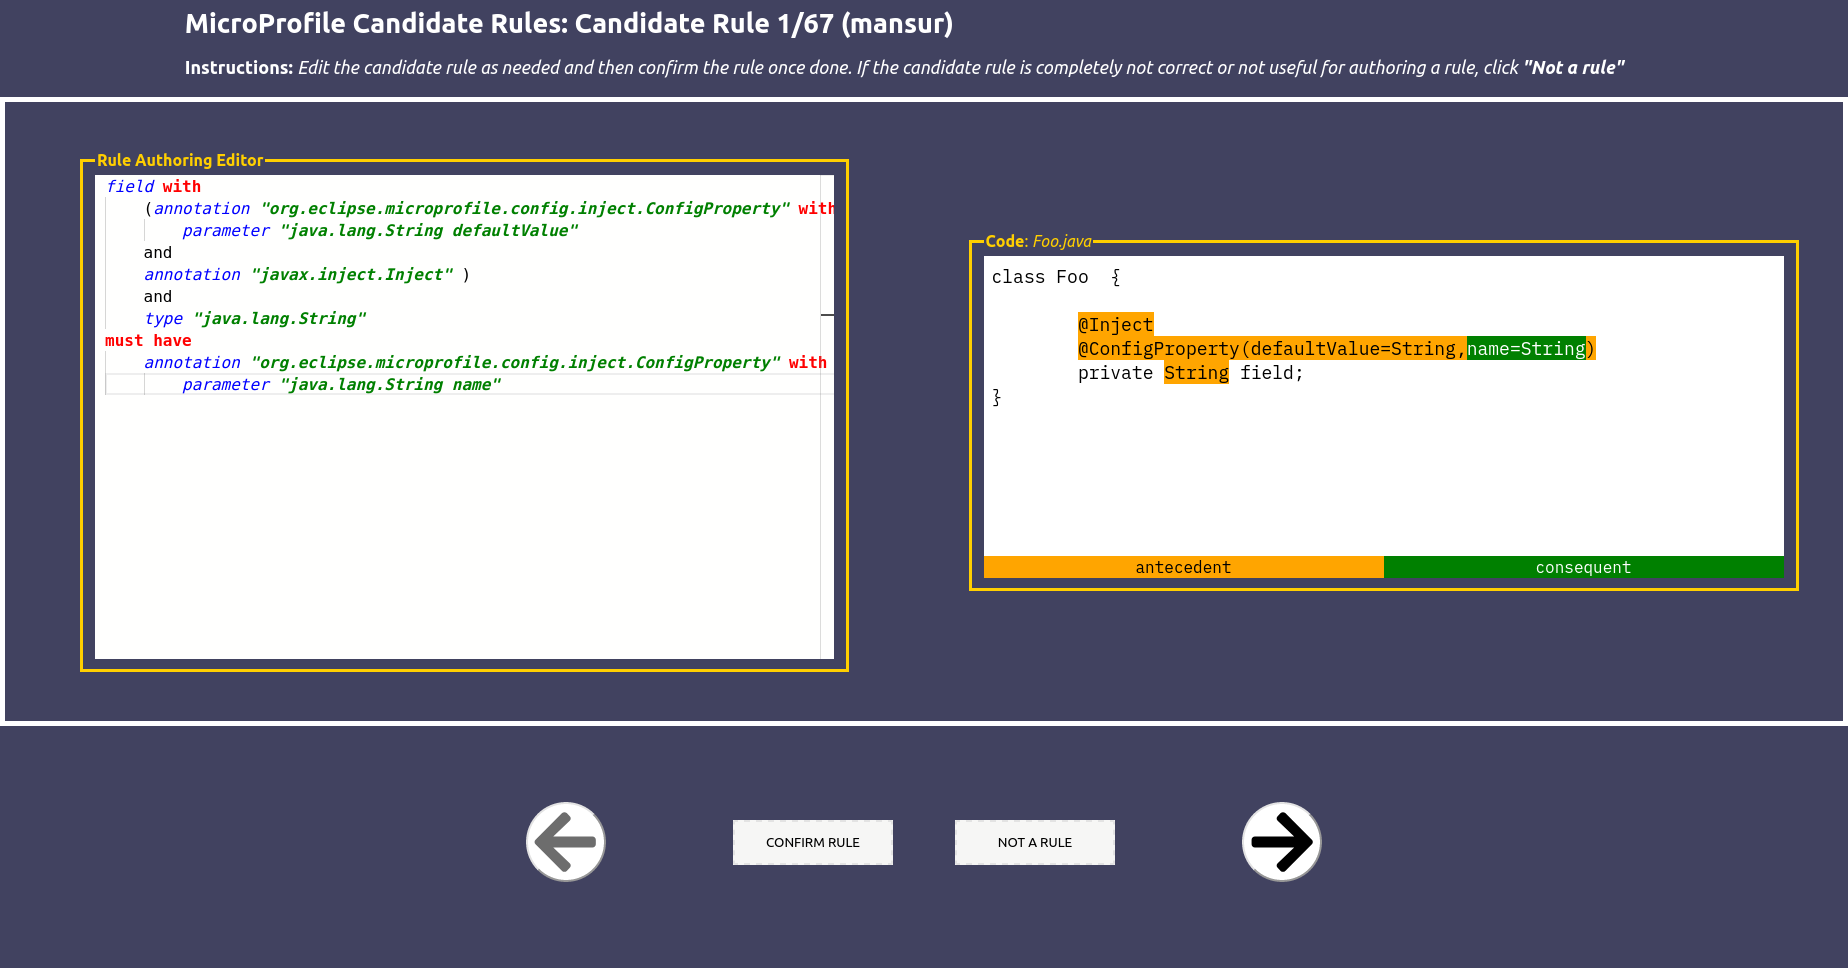 MicroProfile Candidate Rules: Candidate Rule 1/67 (mansur)
Instructions: Edit the candidate rule as needed and then confirm the rule once done. If the candidate rule is completely not correct or not useful for authoring a rule, click "Not a rule"
Rule Authoring Editor
field with
(annotation "org.eclipse.microprofile.config.inject.ConfigProperty" with
parameter "java.lang.String defaultValue"
and
annotation "javax.inject.Inject" )
and
type "java.lang.String"
must have
annotation "org.eclipse.microprofile.config.inject.ConfigProperty" with
parameter "java.lang.String name"
Code: Foo.java
class Foo {
@Inject
@ConfigProperty(defaultValue=String,name=String)
private String field;
}
antecedent consequent
CONFIRM RULE NOT A RULE